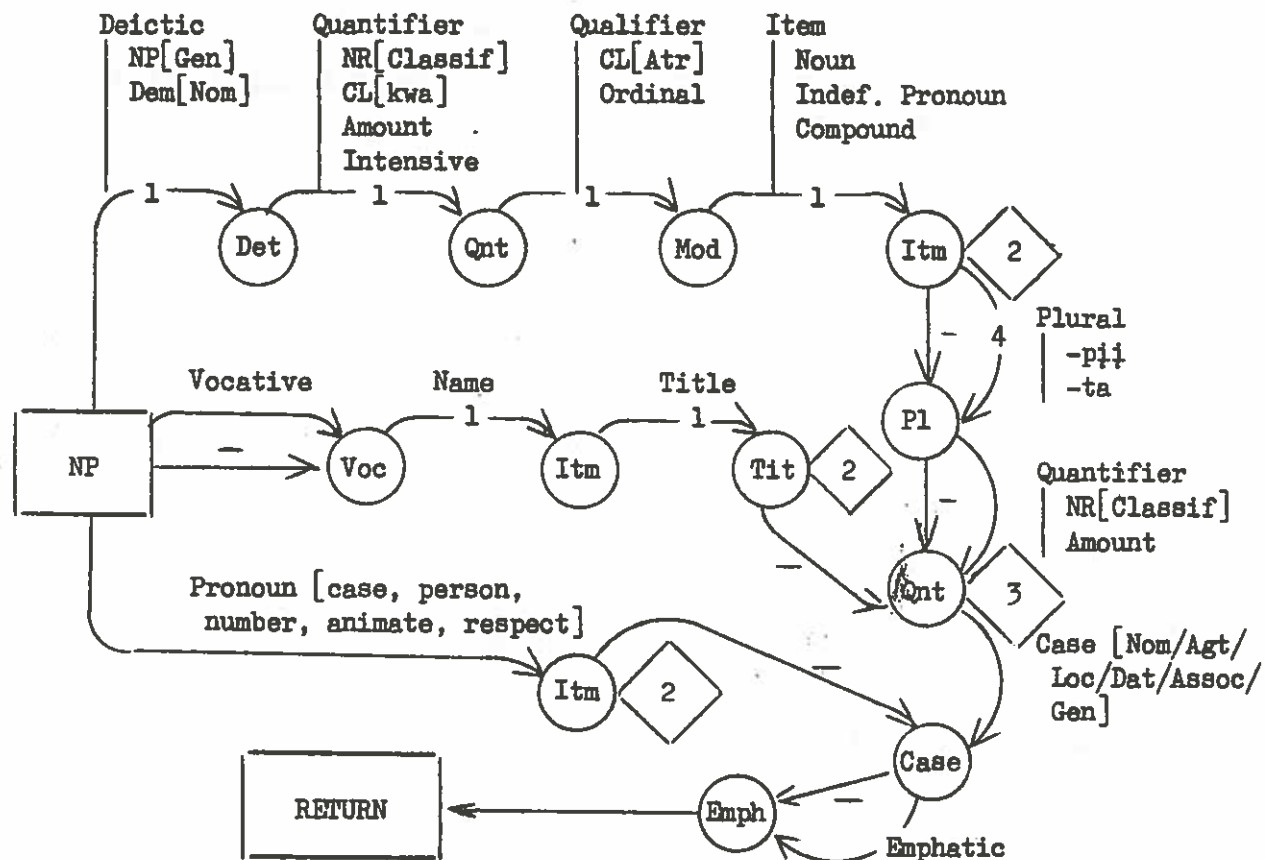 Deictic
NP[Gen]
Dem[Nom]
Quantifier
NR[Classif]
CL[kwa]
Amount
Intensive
Qualifier
CL[Atr]
Ordinal
Item
Noun
Indef. Pronoun
Compound
1
1
1
1
Det
Qnt
Mod
Itm
2
-
4
Plural
-pɨɨ
-ta
Vocative
Name
Title
1
1
NP
-
Voc
Itm
Tit
2
Pl
-
Quantifier
NR[Classif]
Amount
-
Qnt
3
Pronoun [case, person,
number, animate, respect]
Itm
2
-
Case [Nom/Agt/
Loc/Dat/Assoc/
Gen]
Case
RETURN
Emph
-
Emphatic